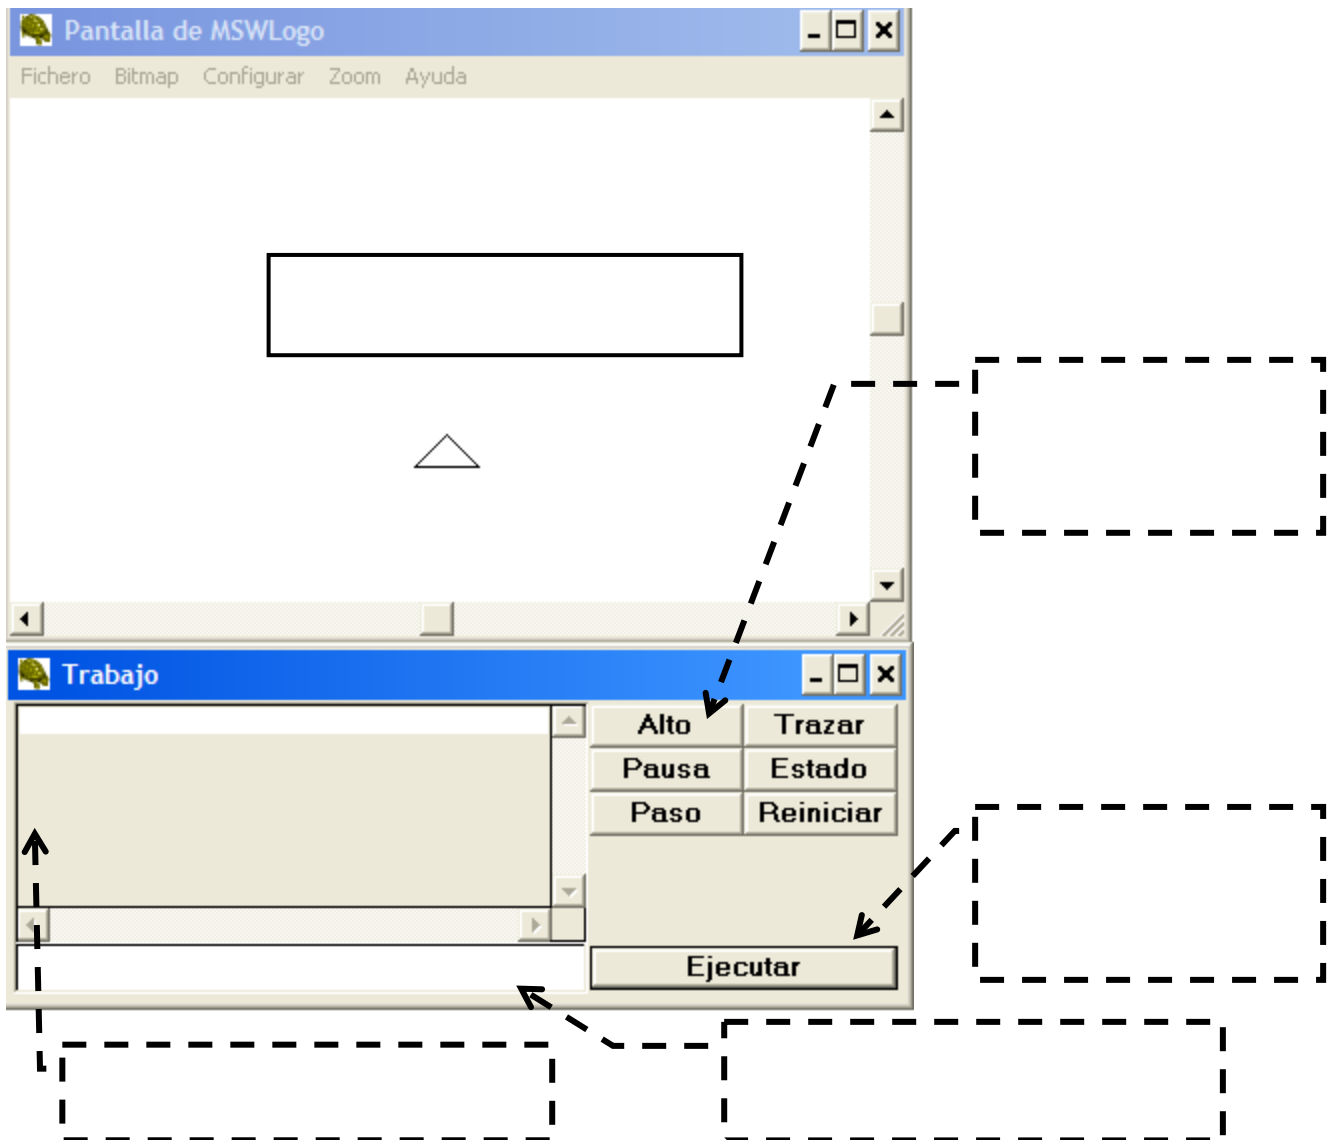 Pantalla de MSWLogo
Fichero Bitmap Configurar Zoom Ayuda
Trabajo
Alto Trazar
Pausa Estado
Paso Reiniciar
Ejecutar